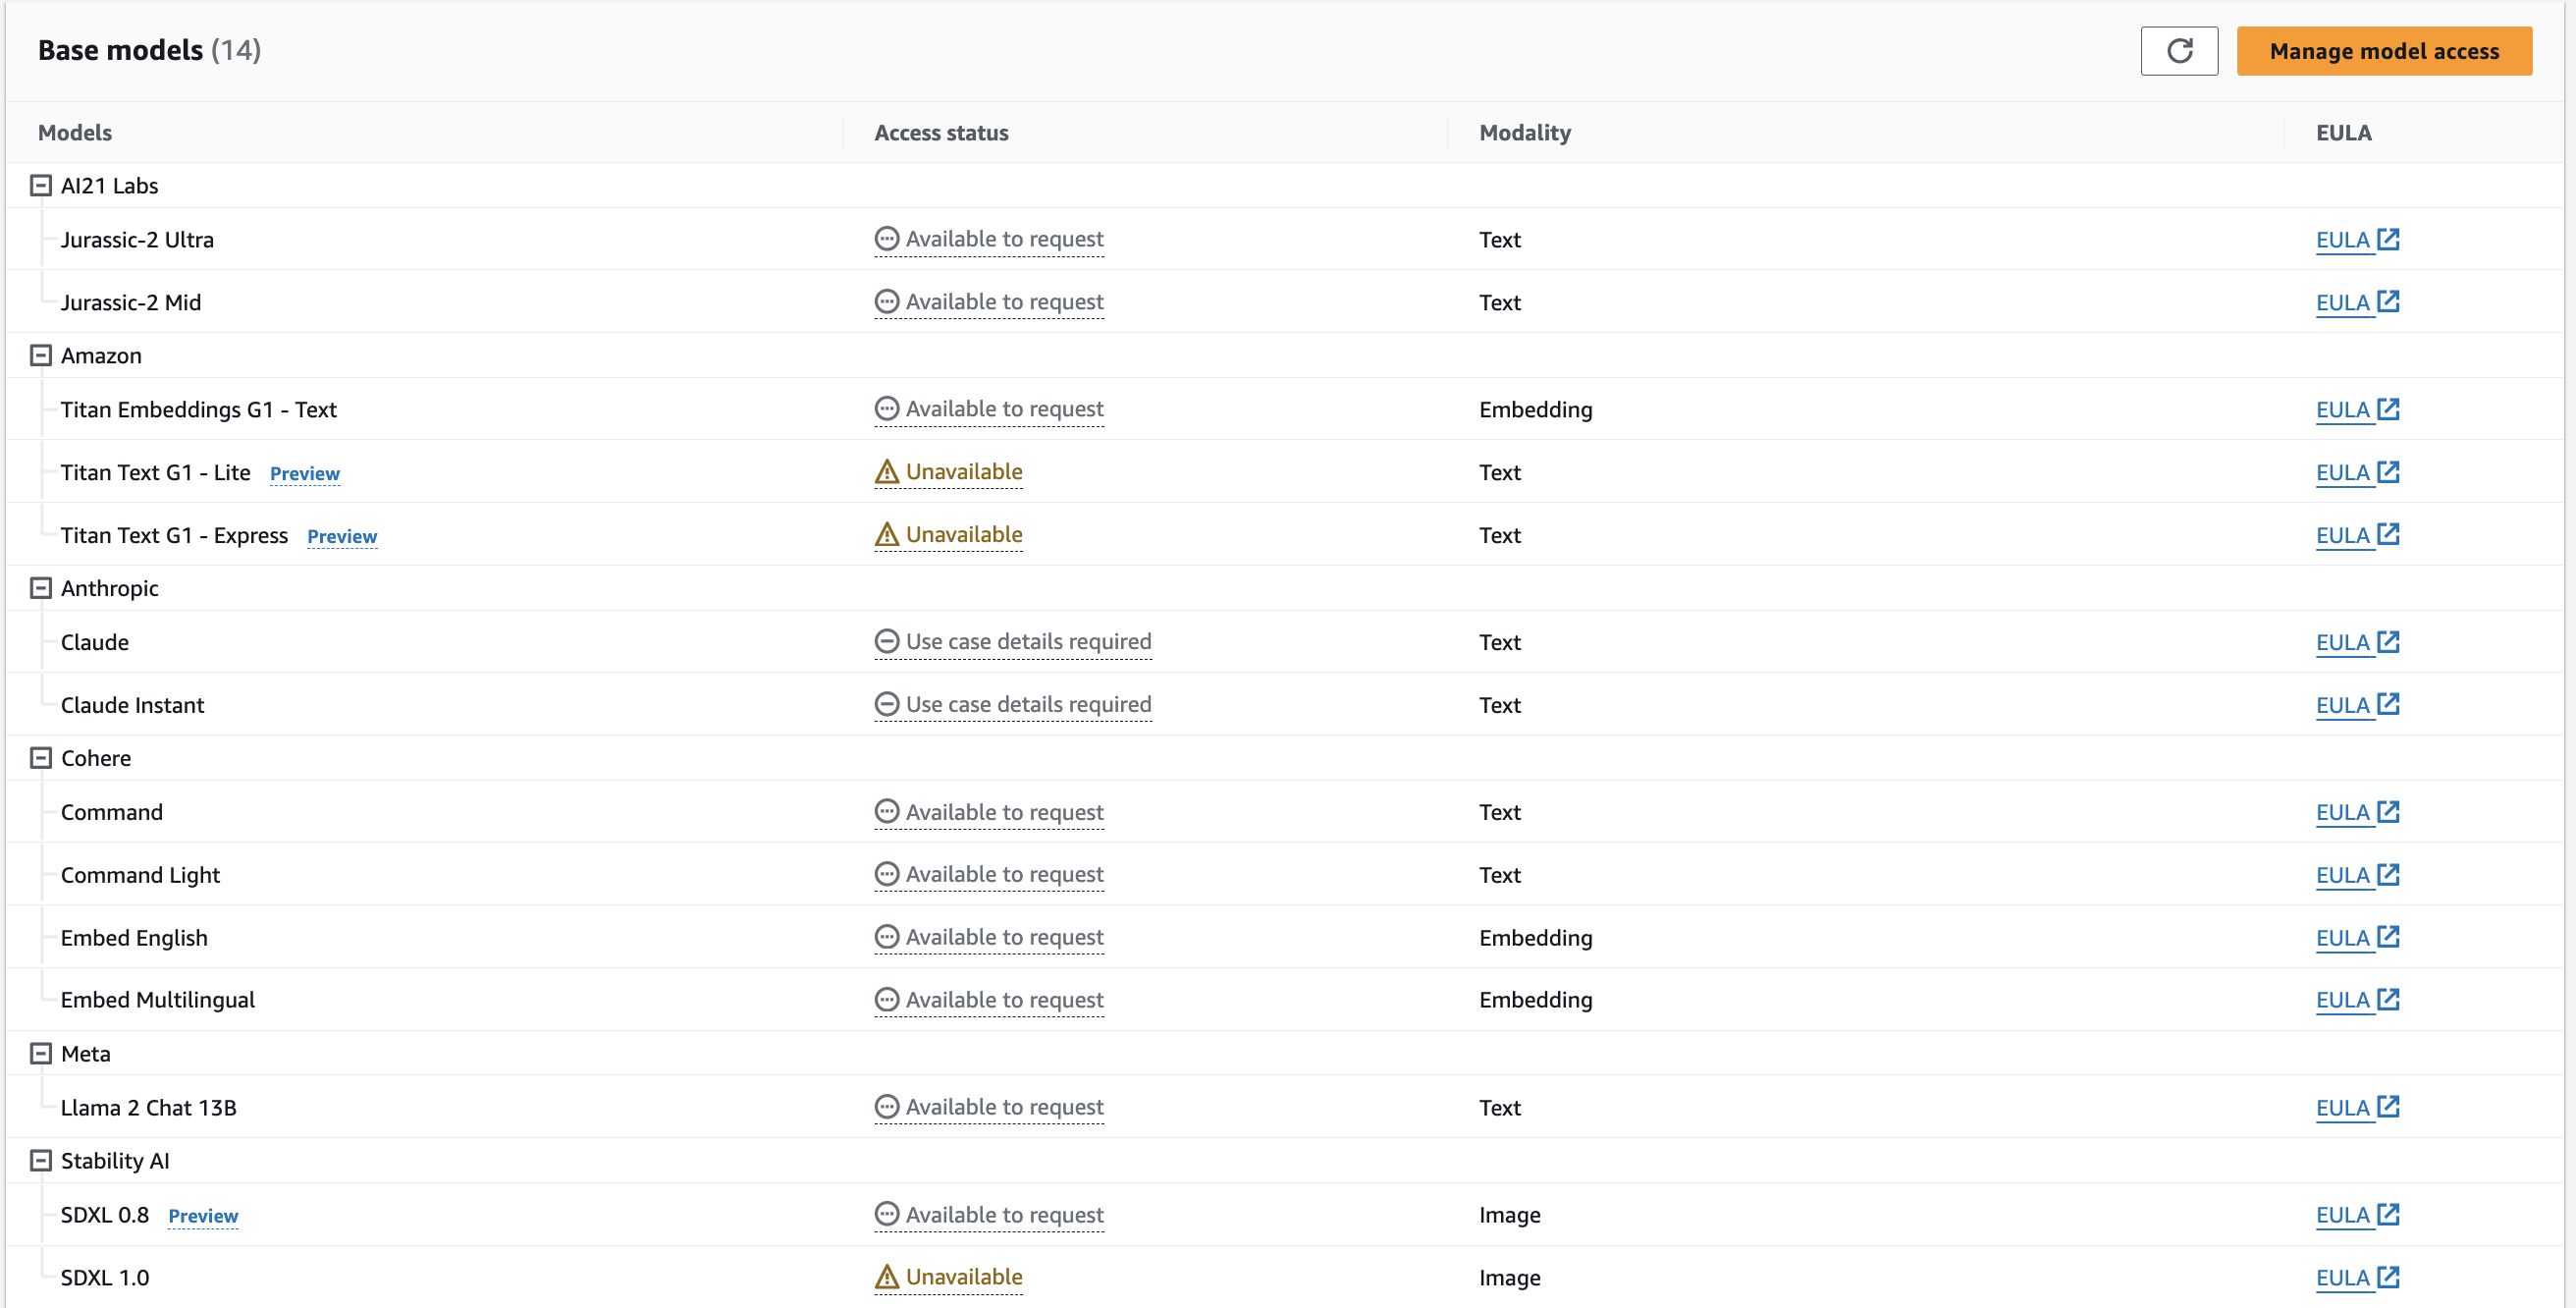 Base models (14)
Manage model access
Models Access status Modality EULA
AI21 Labs
Jurassic-2 Ultra Available to request Text EULA
Jurassic-2 Mid Available to request Text EULA
Amazon
Titan Embeddings G1 - Text Available to request Embedding EULA
Titan Text G1 - Lite Preview Unavailable Text EULA
Titan Text G1 - Express Preview Unavailable Text EULA
Anthropic
Claude Use case details required Text EULA
Claude Instant Use case details required Text EULA
Cohere
Command Available to request Text EULA
Command Light Available to request Text EULA
Embed English Available to request Embedding EULA
Embed Multilingual Available to request Embedding EULA
Meta
Llama 2 Chat 13B Available to request Text EULA
Stability AI
SDXL 0.8 Preview Available to request Image EULA
SDXL 1.0 Unavailable Image EULA